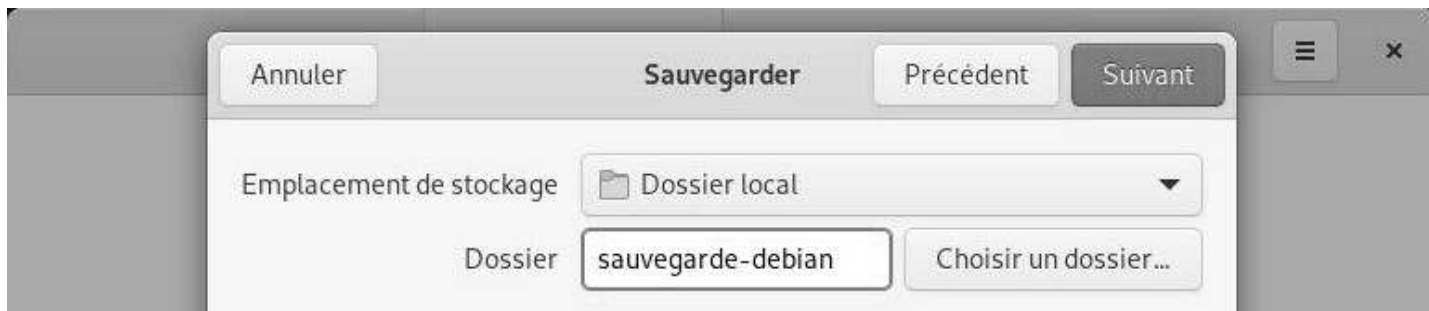 Annuler Sauvegarder Précédent Suivant
Emplacement de stockage Dossier local
Dossier sauvegarde-debian Choisir un dossier...